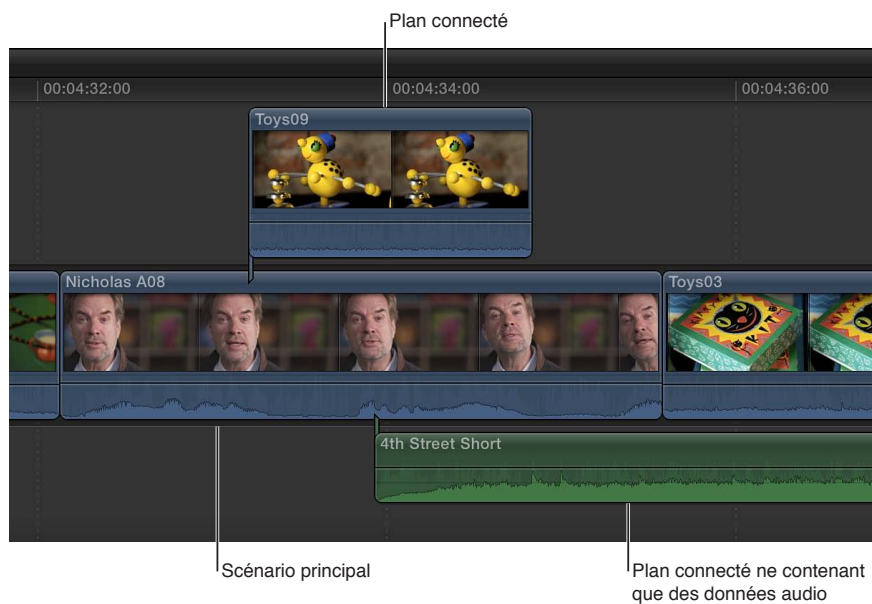 Plan connecté
00:04:32:00
00:04:34:00
00:04:36:00
Toys09
Nicholas A08
Toys03
4th Street Short
Scénario principal
Plan connecté ne contenant
que des données audio